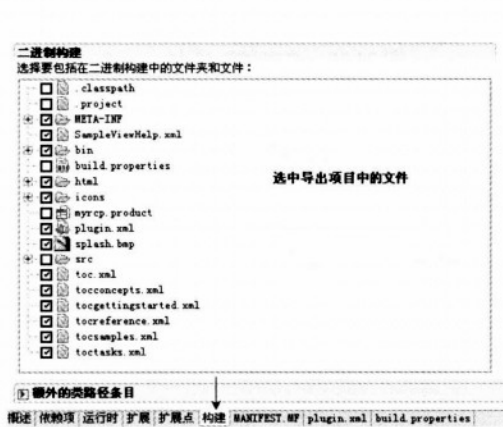 二进制构建
选择要包括在二进制构建中的文件夹和文件：
.classpath
.project
META-INF
SampleViewHelp.xml
bin
build.properties
选中导出项目中的文件
html
icons
myrcp.product
plugin.xml
splash.bmp
src
toc.xml
tocconcepts.xml
tocgettingstarted.xml
tocreference.xml
tocsamples.xml
toctasks.xml
额外的类路径条目
概述 依赖项 运行时 扩展 扩展点 构建 MANIFEST.MF plugin.xml build.properties